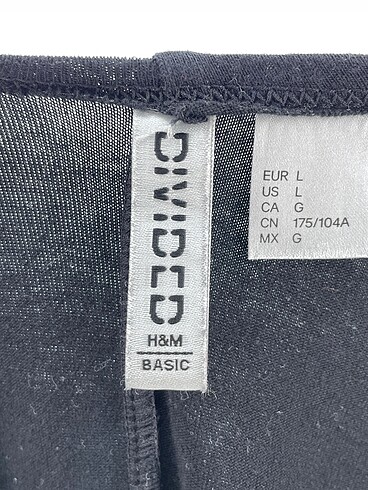 DIVIDED
H&M
BASIC
EUR L
US L
CA G
CN 175/104A
MX G